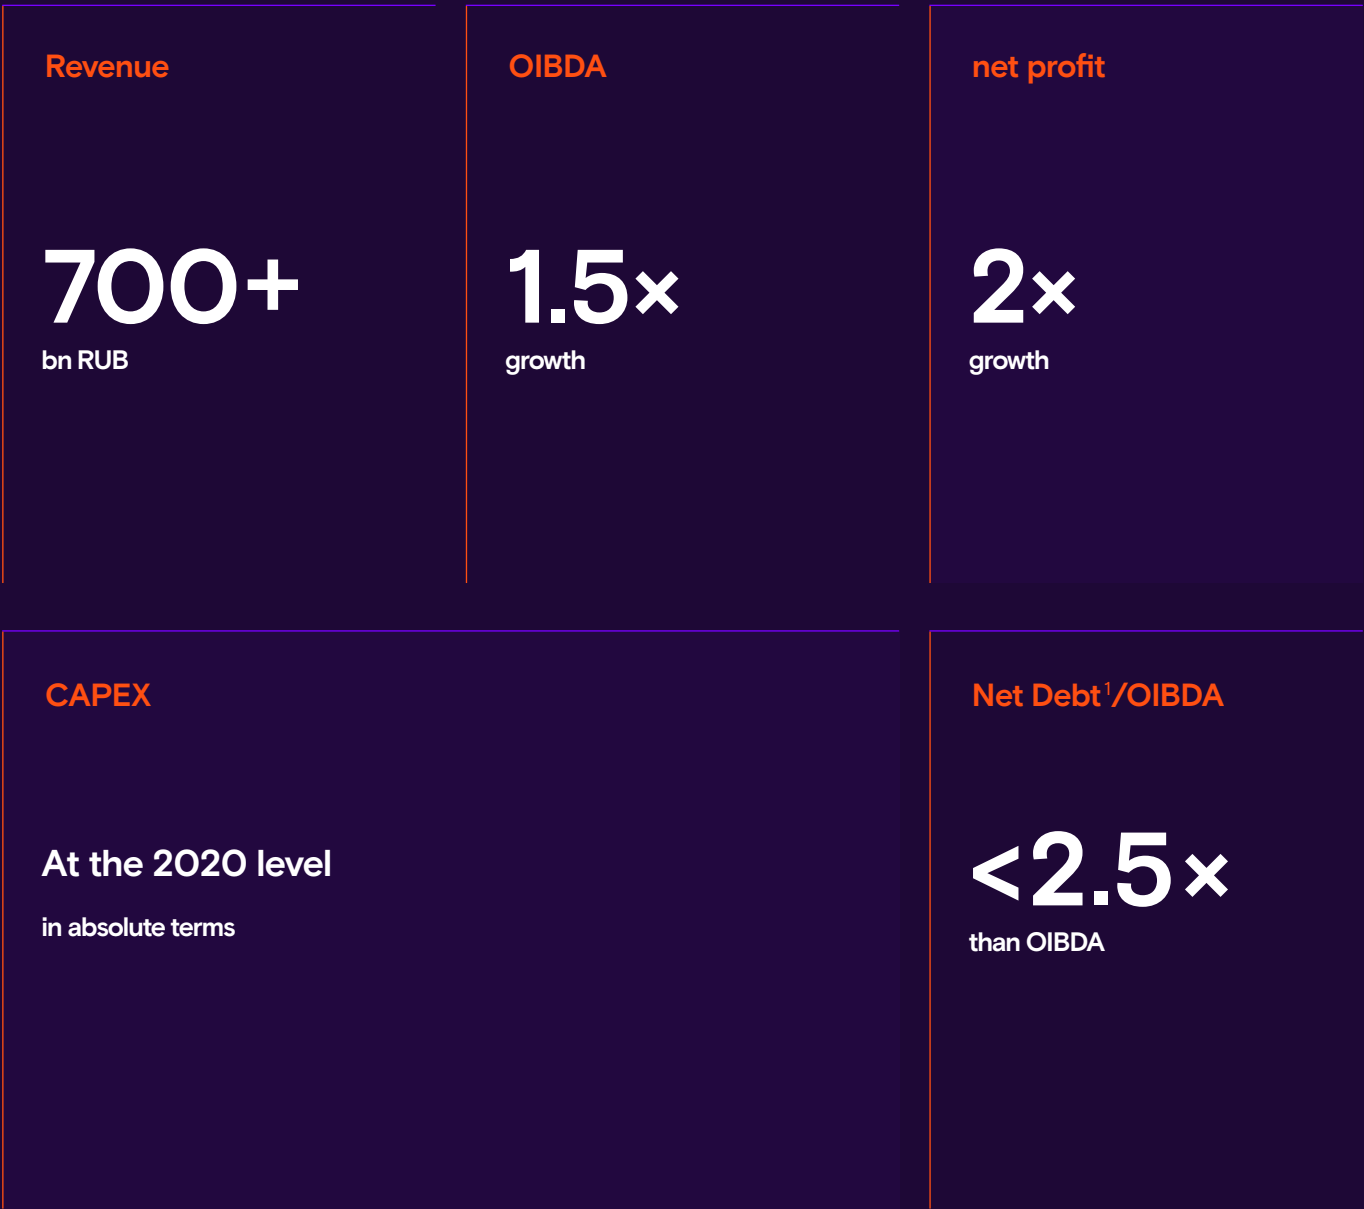 Revenue
700+
bn RUB
OIBDA
1.5×
growth
net profit
2×
growth
CAPEX
At the 2020 level
in absolute terms
Net Debt¹/OIBDA
<2.5×
than OIBDA